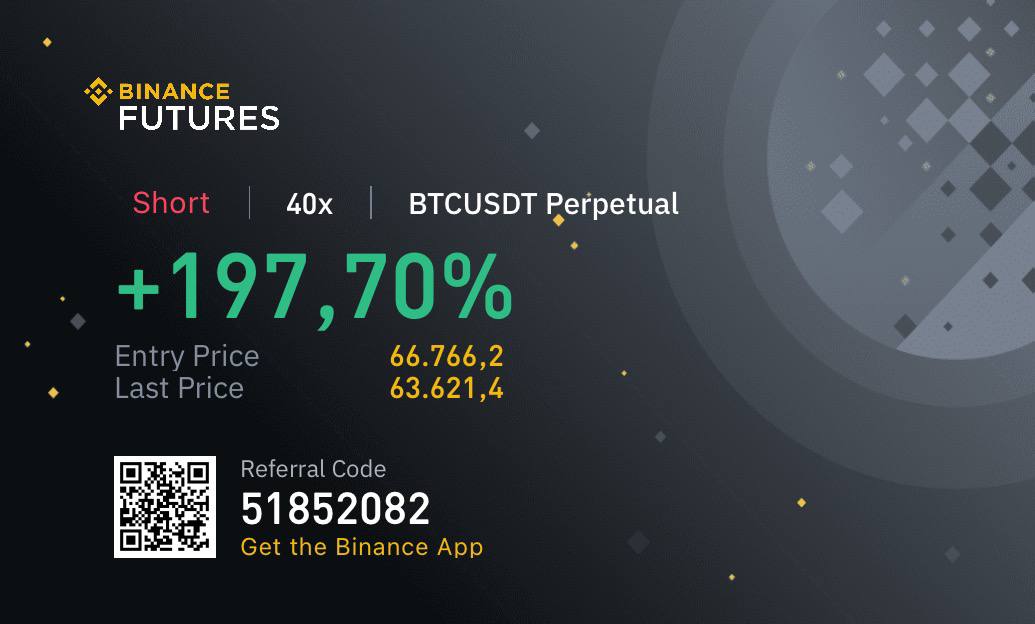 BINANCE
FUTURES
Short | 40x | BTCUSDT Perpetual
+197,70%
Entry Price 66.766,2
Last Price 63.621,4
Referral Code
51852082
Get the Binance App